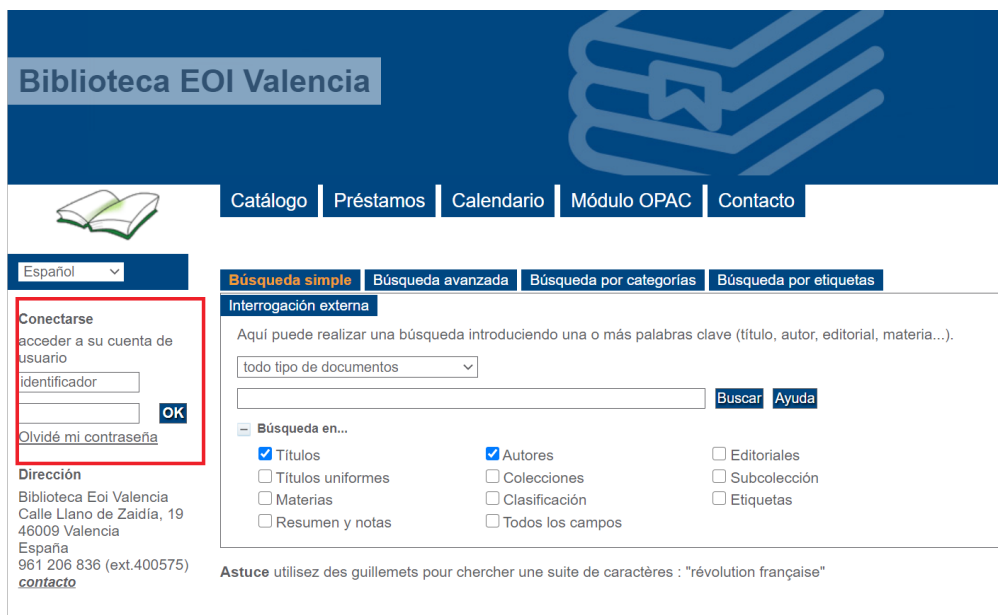 Biblioteca EOI Valencia
Catálogo Préstamos Calendario Módulo OPAC Contacto
Español
Conectarse
acceder a su cuenta de
usuario
identificador
OK
Olvidé mi contraseña
Dirección
Biblioteca Eoi Valencia
Calle Llano de Zaidía, 19
46009 Valencia
España
961 206 836 (ext.400575)
contacto
Búsqueda simple Búsqueda avanzada Búsqueda por categorías Búsqueda por etiquetas
Interrogación externa
Aquí puede realizar una búsqueda introduciendo una o más palabras clave (título, autor, editorial, materia...).
todo tipo de documentos
Buscar Ayuda
Búsqueda en...
Títulos Autores Editoriales
Títulos uniformes Colecciones Subcolección
Materias Clasificación Etiquetas
Resumen y notas Todos los campos
Astuce utilisez des guillemets pour chercher une suite de caractères : "révolution française"